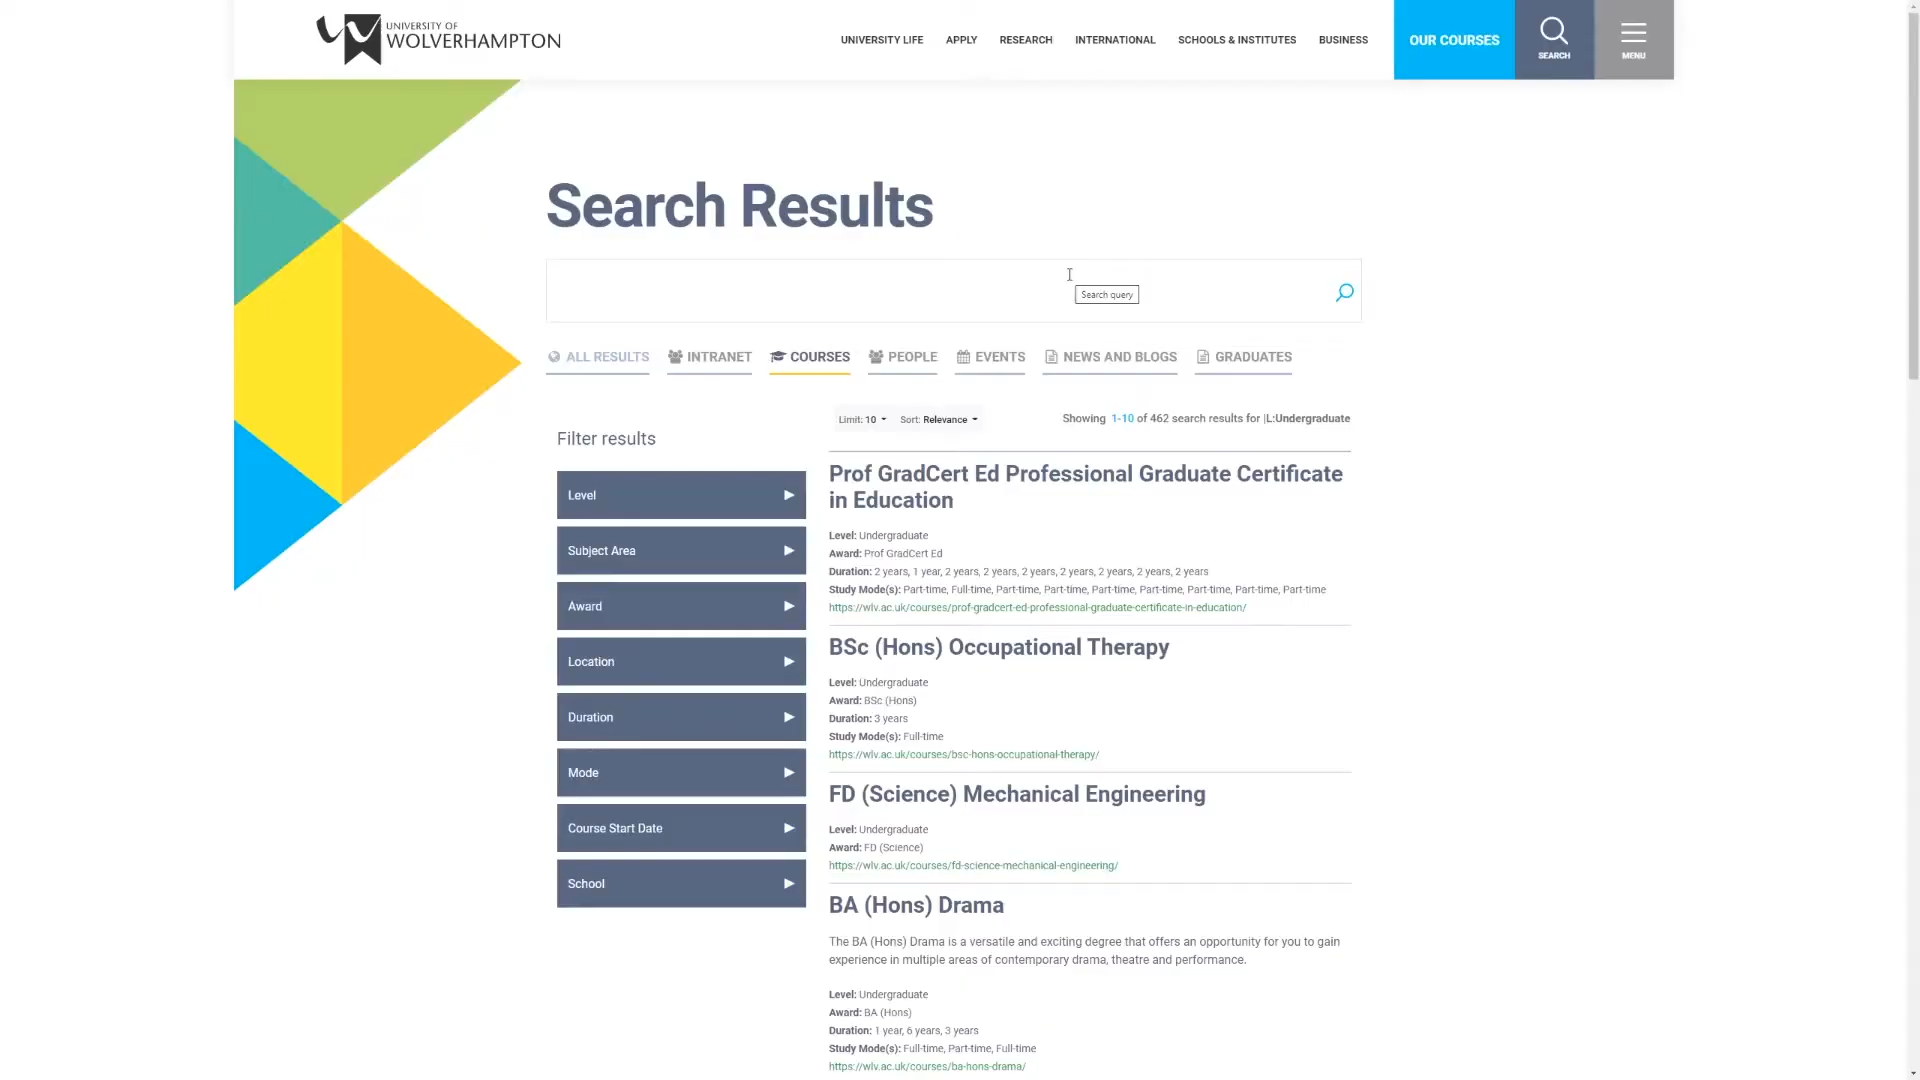 UNIVERSITY OF
WOLVERHAMPTON
UNIVERSITY LIFE
APPLY
RESEARCH
INTERNATIONAL
SCHOOLS & INSTITUTES
BUSINESS
OUR COURSES
SEARCH
MENU
Search Results
Search query
ALL RESULTS
INTRANET
COURSES
PEOPLE
EVENTS
NEWS AND BLOGS
GRADUATES
Filter results
Level
Subject Area
Award
Location
Duration
Mode
Course Start Date
School
Limit: 10
Sort: Relevance
Showing 1-10 of 462 search results for |L:Undergraduate
Prof GradCert Ed Professional Graduate Certificate
in Education
Level: Undergraduate
Award: Prof GradCert Ed
Duration: 2 years, 1 year, 2 years, 2 years, 2 years, 2 years, 2 years, 2 years, 2 years
Study Mode(s): Part-time, Full-time, Part-time, Part-time, Part-time, Part-time, Part-time, Part-time, Part-time
https://wlv.ac.uk/courses/prof-gradcert-ed-professional-graduate-certificate-in-education/
BSc (Hons) Occupational Therapy
Level: Undergraduate
Award: BSc (Hons)
Duration: 3 years
Study Mode(s): Full-time
https://wlv.ac.uk/courses/bsc-hons-occupational-therapy/
FD (Science) Mechanical Engineering
Level: Undergraduate
Award: FD (Science)
https://wlv.ac.uk/courses/fd-science-mechanical-engineering/
BA (Hons) Drama
The BA (Hons) Drama is a versatile and exciting degree that offers an opportunity for you to gain
experience in multiple areas of contemporary drama, theatre and performance.
Level: Undergraduate
Award: BA (Hons)
Duration: 1 year, 6 years, 3 years
Study Mode(s): Full-time, Part-time, Full-time
https://wlv.ac.uk/courses/ba-hons-drama/